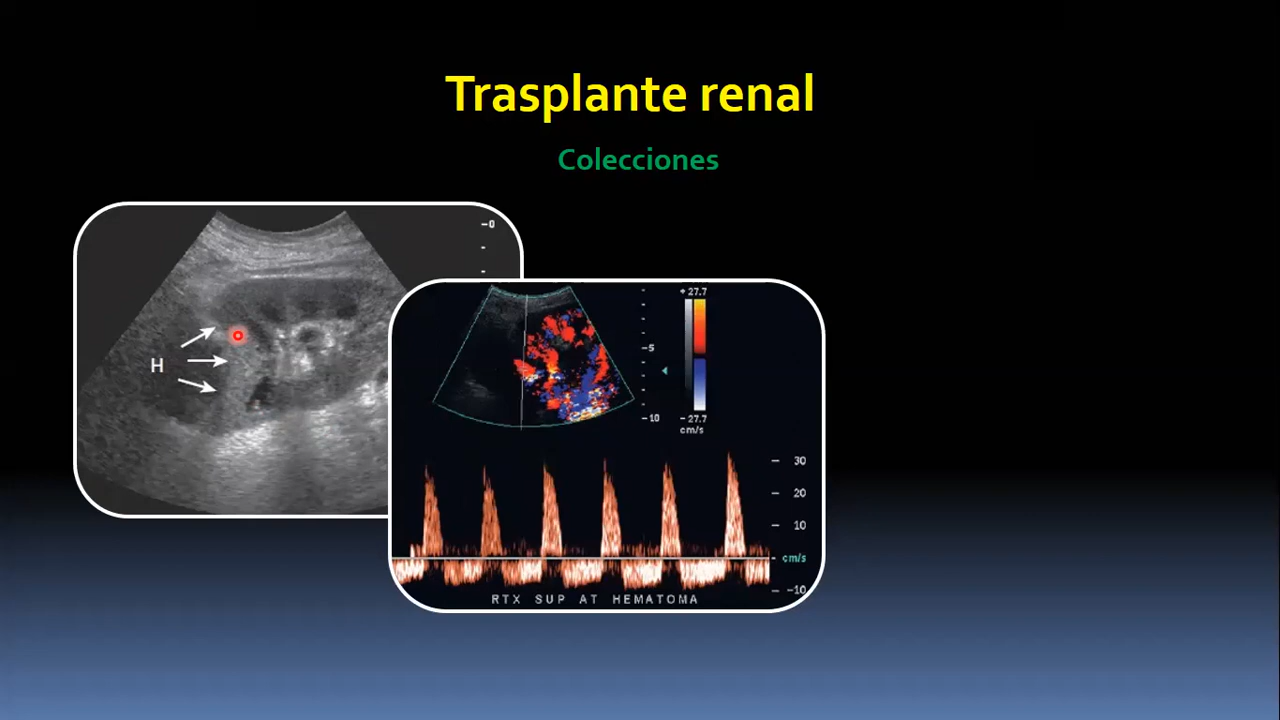 Trasplante renal
Colecciones
-0
H
+ 27.7
-5
-10
- 27.7
cm/s
- 30
- 20
- 10
- cm/s
- -10
RTX SUP AT HEMATOMA